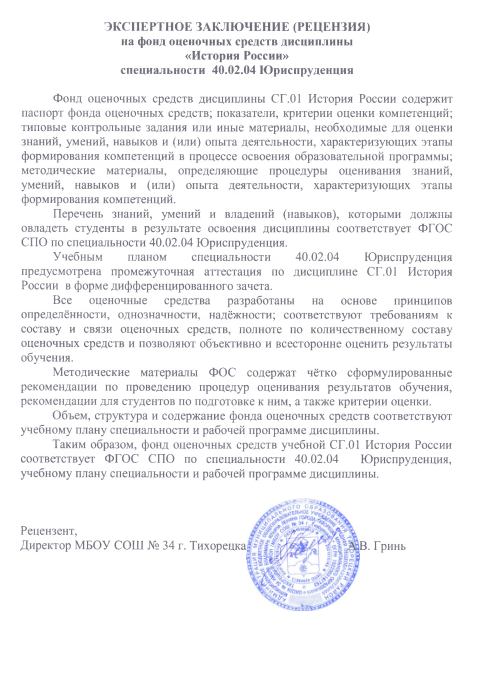 ЭКСПЕРТНОЕ ЗАКЛЮЧЕНИЕ (РЕЦЕНЗИЯ)
на фонд оценочных средств дисциплины
«История России»
специальности 40.02.04 Юриспруденция
Фонд оценочных средств дисциплины СГ.01 История России содержит
паспорт фонда оценочных средств; показатели, критерии оценки компетенций;
типовые контрольные задания или иные материалы, необходимые для оценки
знаний, умений, навыков и (или) опыта деятельности, характеризующих этапы
формирования компетенций в процессе освоения образовательной программы;
методические материалы, определяющие процедуры оценивания знаний,
умений, навыков и (или) опыта деятельности, характеризующих этапы
формирования компетенций.
Перечень знаний, умений и владений (навыков), которыми должны
овладеть студенты в результате освоения дисциплины соответствует ФГОС
СПО по специальности 40.02.04 Юриспруденция.
Учебным планом специальности 40.02.04 Юриспруденция
предусмотрена промежуточная аттестация по дисциплине СГ.01 История
России в форме дифференцированного зачета.
Все оценочные средства разработаны на основе принципов
определённости, однозначности, надёжности; соответствуют требованиям к
составу и связи оценочных средств, полноте по количественному составу
оценочных средств и позволяют объективно и всесторонне оценить результаты
обучения.
Методические материалы ФОС содержат чётко сформулированные
рекомендации по проведению процедур оценивания результатов обучения,
рекомендации для студентов по подготовке к ним, а также критерии оценки.
Объем, структура и содержание фонда оценочных средств соответствуют
учебному плану специальности и рабочей программе дисциплины.
Таким образом, фонд оценочных средств учебной СГ.01 История России
соответствует ФГОС СПО по специальности 40.02.04 Юриспруденция,
учебному плану специальности и рабочей программе дисциплины.
Рецензент,
Директор МБОУ СОШ № 34 г. Тихорецка А.В. Гринь